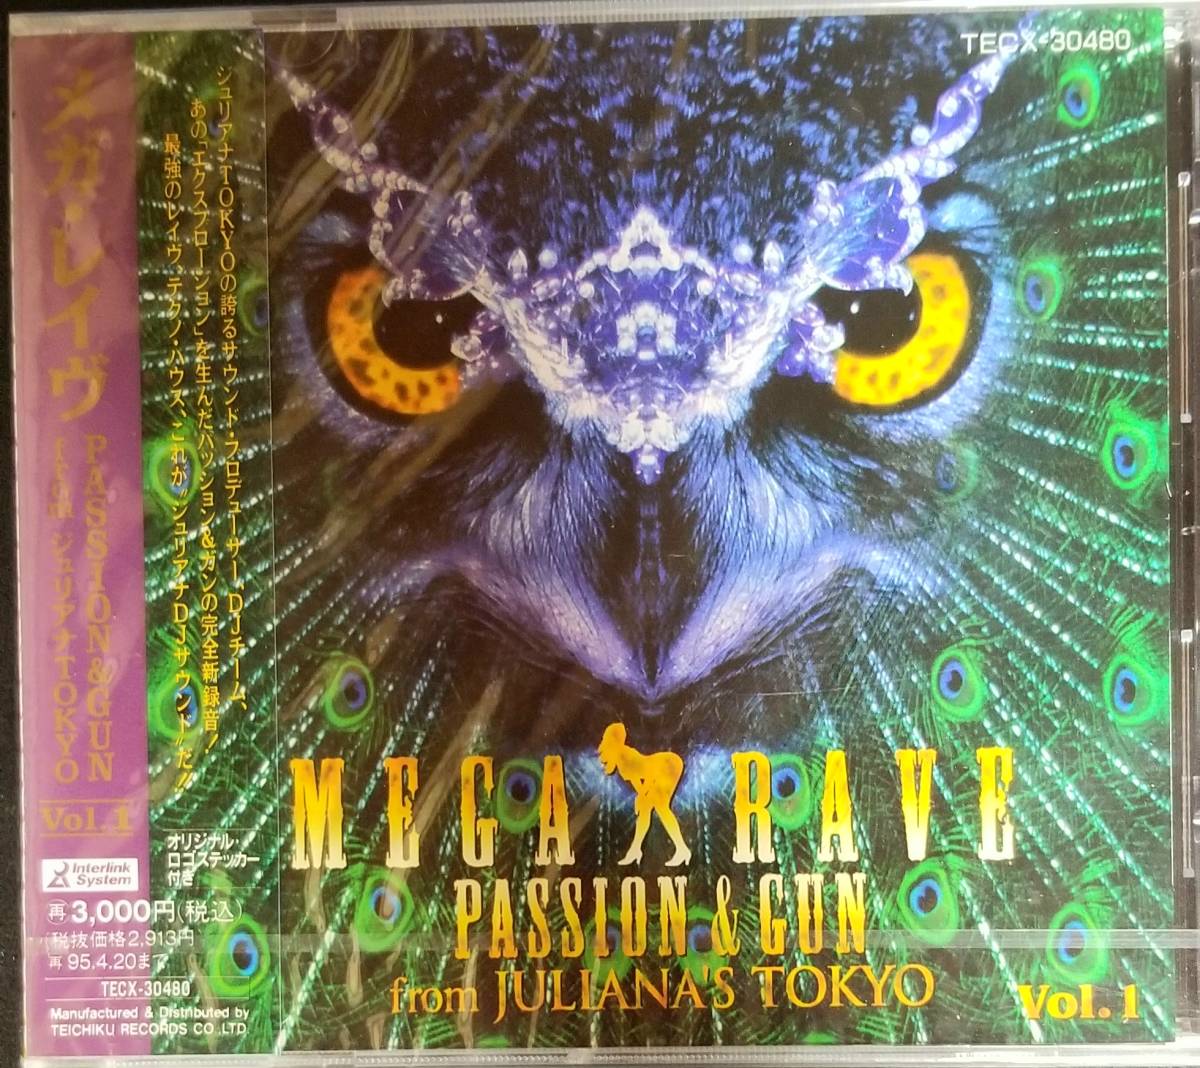 TECX-30480
メガ・レイヴ
PASSION&GUN
from ジュリアナTOKYO
Vol.1
ジュリアナTOKYOの誇るサウンド・プロデューサー、DJチーム、
あの「エクスプロージョン」を生んだパッション&ガンの完全新録音!
最強のレイヴ、テクノ・ハウス、これが“ジュリアナDJサウンド”だ!!
オリジナル・
ロゴステッカー
付き
Interlink
System
再3,000円(税込)
税抜価格2,913円
再95.4.20まで
TECX-30480
Manufactured & Distributed by
TEICHIKU RECORDS CO.,LTD.
MEGA RAVE
PASSION & GUN
from JULIANA'S TOKYO
Vol.1